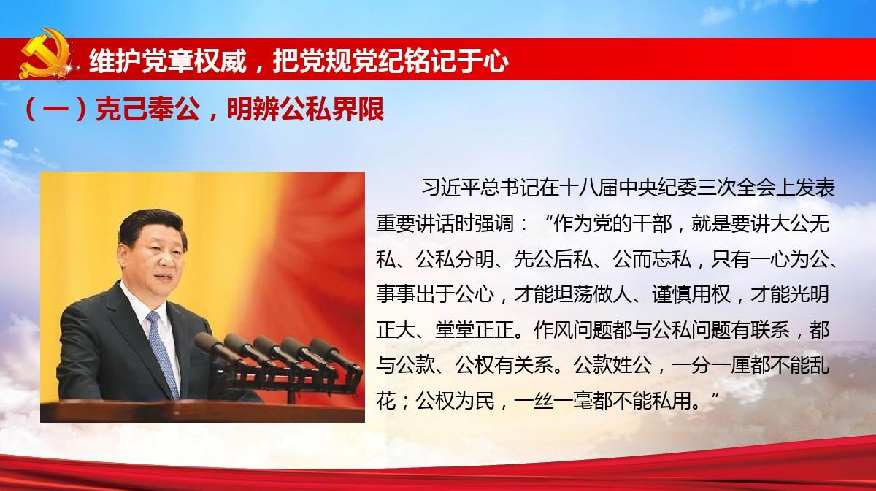 维护党章权威，把党规党纪铭记于心
（一）克己奉公，明辨公私界限
习近平总书记在十八届中央纪委三次全会上发表
重要讲话时强调：“作为党的干部，就是要讲大公无
私、公私分明、先公后私、公而忘私，只有一心为公、
事事出于公心，才能坦荡做人、谨慎用权，才能光明
正大、堂堂正正。作风问题都与公私问题有联系，都
与公款、公权有关系。公款姓公，一分一厘都不能乱
花；公权为民，一丝一毫都不能私用。”